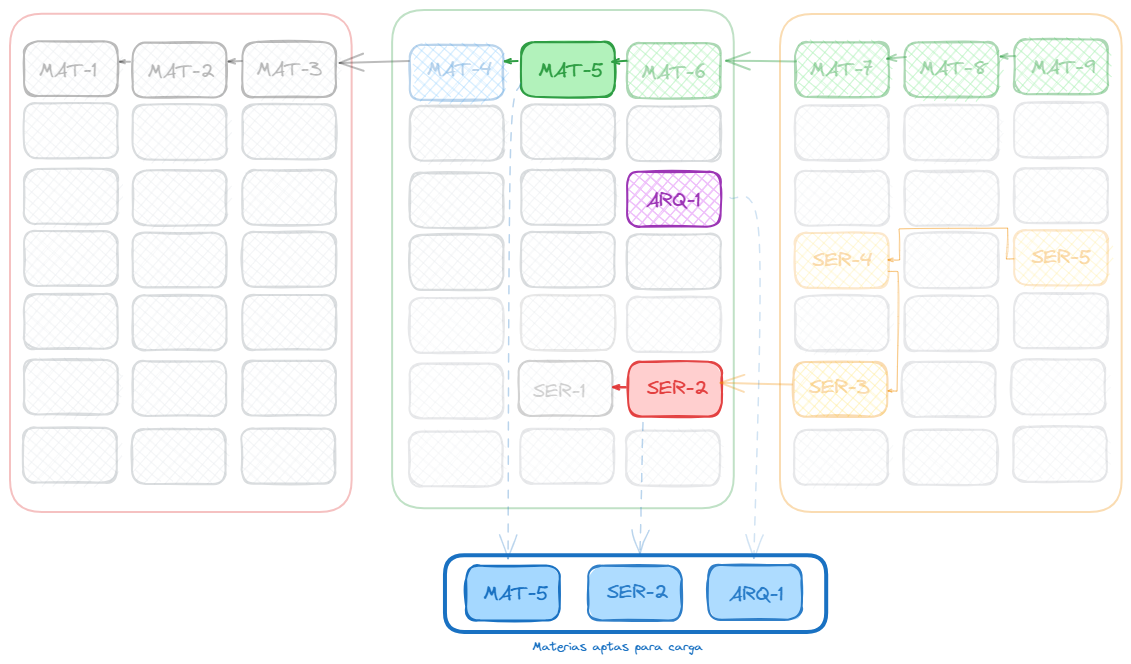 MAT-1
MAT-2
MAT-3
MAT-4
MAT-5
MAT-6
MAT-7
MAT-8
MAT-9
ARQ-1
SER-4
SER-5
SER-1
SER-2
SER-3
MAT-5
SER-2
ARQ-1
Materias aptas para carga